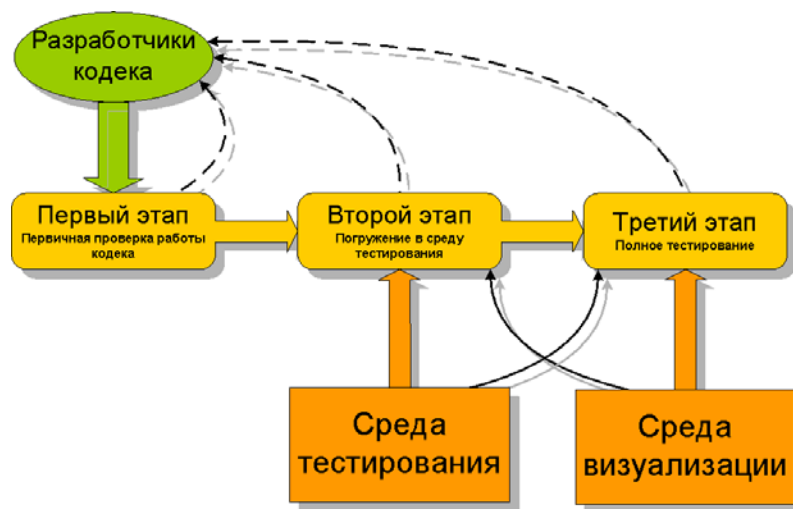 Разработчики
кодека
Первый этап
Первичная проверка работы
кодека
Второй этап
Погружение в среду
тестирования
Третий этап
Полное тестирование
Среда
тестирования
Среда
визуализации